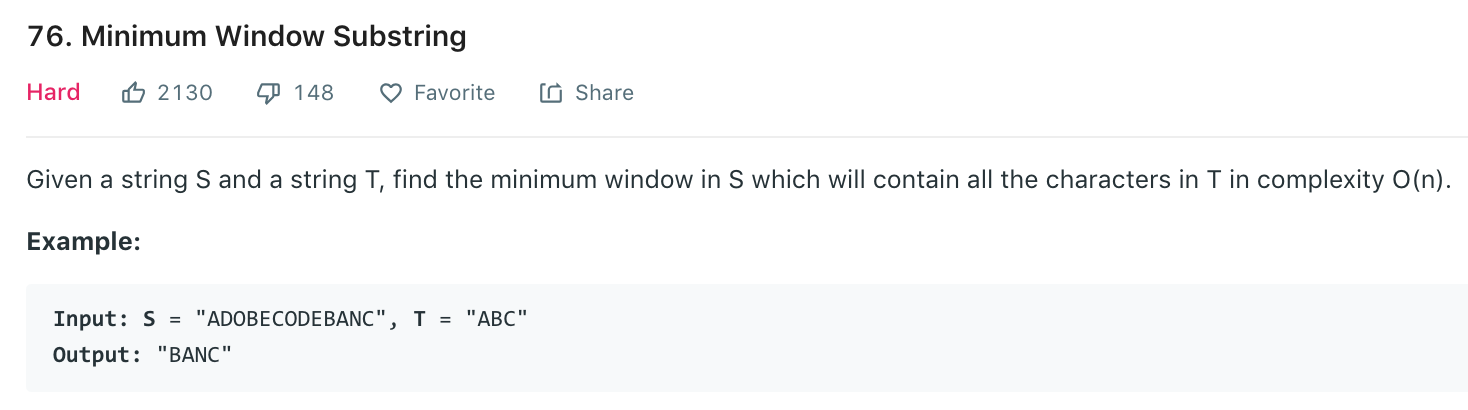 76. Minimum Window Substring
Hard 2130 148 Favorite Share
Given a string S and a string T, find the minimum window in S which will contain all the characters in T in complexity O(n).
Example:
Input: S = "ADOBECODEBANC", T = "ABC"
Output: "BANC"